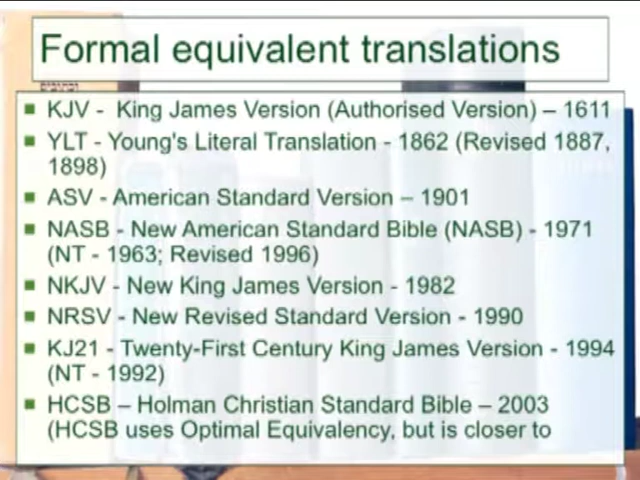 Formal equivalent translations
KJV - King James Version (Authorised Version) – 1611
YLT - Young's Literal Translation - 1862 (Revised 1887,
1898)
ASV - American Standard Version – 1901
NASB - New American Standard Bible (NASB) - 1971
(NT - 1963; Revised 1996)
NKJV - New King James Version - 1982
NRSV - New Revised Standard Version - 1990
KJ21 - Twenty-First Century King James Version - 1994
(NT - 1992)
HCSB – Holman Christian Standard Bible – 2003
(HCSB uses Optimal Equivalency, but is closer to